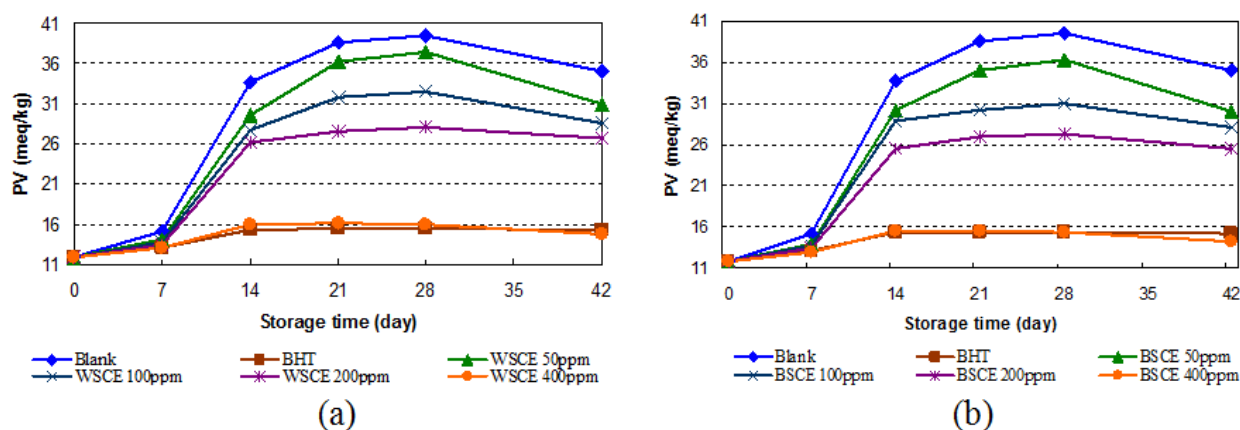 PV (meq/kg)
41
36
31
26
21
16
11
0 7 14 21 28 35 42
Storage time (day)
Blank BHT WSCE 50ppm
WSCE 100ppm WSCE 200ppm WSCE 400ppm
(a)
PV (meq/kg)
41
36
31
26
21
16
11
0 7 14 21 28 35 42
Storage time (day)
Blank BHT BSCE 50ppm
BSCE 100ppm BSCE 200ppm BSCE 400ppm
(b)